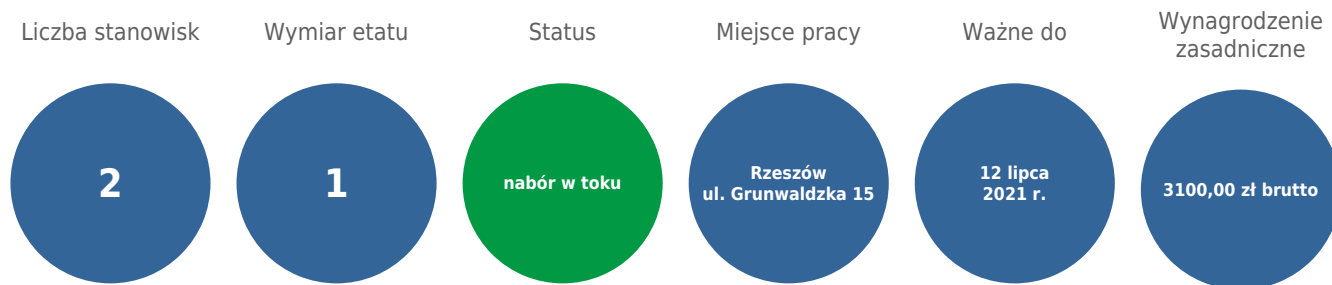 Liczba stanowisk
2
Wymiar etatu
1
Status
nabór w toku
Miejsce pracy
Rzeszów
ul. Grunwaldzka 15
Ważne do
12 lipca
2021 r.
Wynagrodzenie
zasadnicze
3100,00 zł brutto